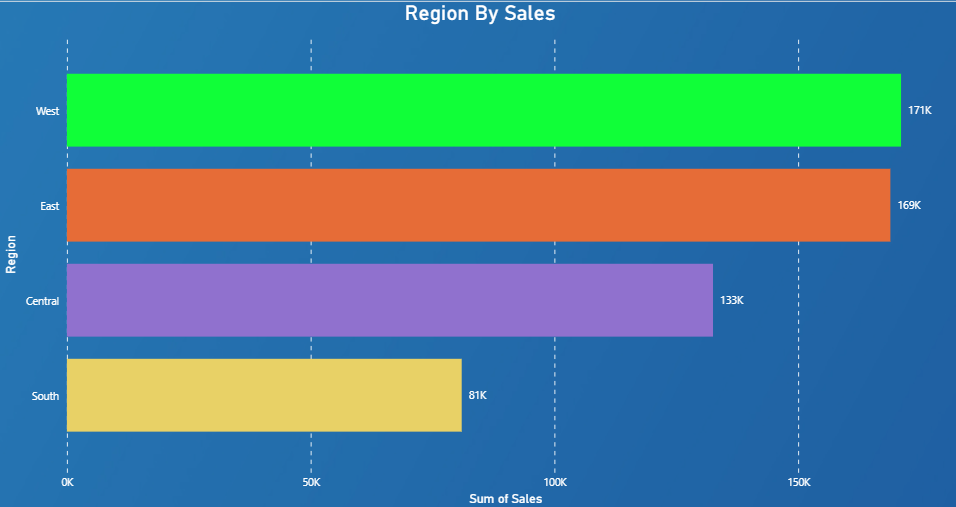 Region By Sales
West
171K
East
169K
Region
Central
133K
South
81K
0K 50K 100K 150K
Sum of Sales